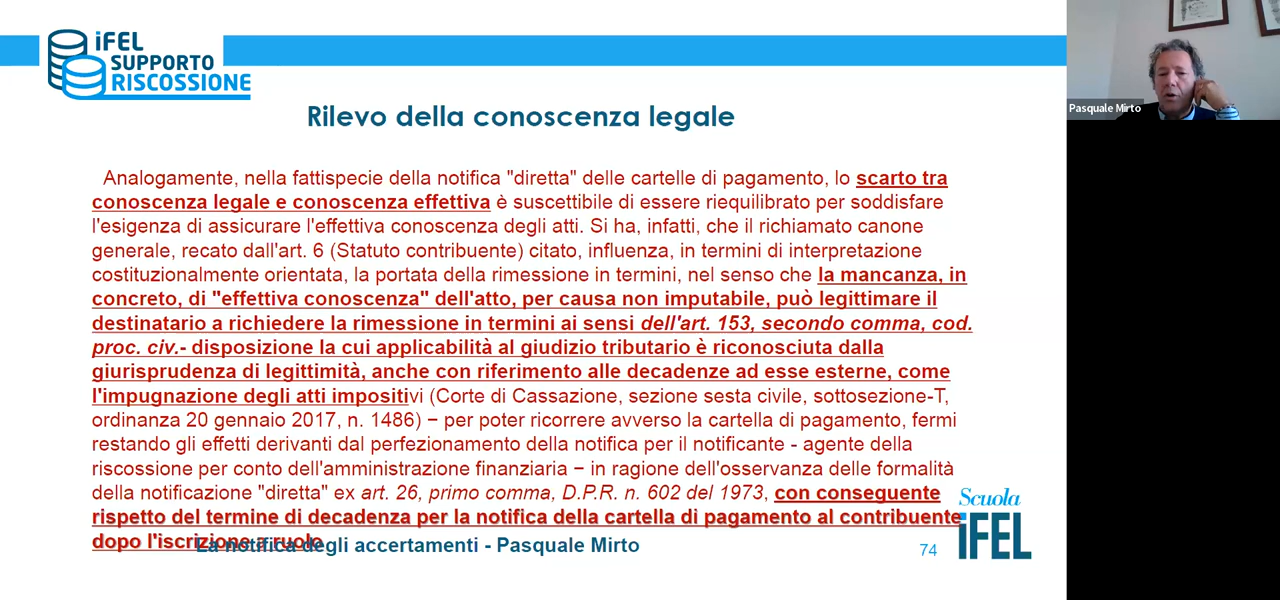 iFEL
SUPPORTO
RISCOSSIONE
Pasquale Mirto
Rilevo della conoscenza legale
Analogamente, nella fattispecie della notifica "diretta" delle cartelle di pagamento, lo scarto tra
conoscenza legale e conoscenza effettiva è suscettibile di essere riequilibrato per soddisfare
l'esigenza di assicurare l'effettiva conoscenza degli atti. Si ha, infatti, che il richiamato canone
generale, recato dall'art. 6 (Statuto contribuente) citato, influenza, in termini di interpretazione
costituzionalmente orientata, la portata della rimessione in termini, nel senso che la mancanza, in
concreto, di "effettiva conoscenza" dell'atto, per causa non imputabile, può legittimare il
destinatario a richiedere la rimessione in termini ai sensi dell'art. 153, secondo comma, cod.
proc. civ.- disposizione la cui applicabilità al giudizio tributario è riconosciuta dalla
giurisprudenza di legittimità, anche con riferimento alle decadenze ad esse esterne, come
l'impugnazione degli atti impositivi (Corte di Cassazione, sezione sesta civile, sottosezione-T,
ordinanza 20 gennaio 2017, n. 1486) − per poter ricorrere avverso la cartella di pagamento, fermi
restando gli effetti derivanti dal perfezionamento della notifica per il notificante - agente della
riscossione per conto dell'amministrazione finanziaria − in ragione dell'osservanza delle formalità
della notificazione "diretta" ex art. 26, primo comma, D.P.R. n. 602 del 1973, con conseguente
rispetto del termine di decadenza per la notifica della cartella di pagamento al contribuente
dopo l'iscrizione a ruolo
La notifica degli accertamenti - Pasquale Mirto
74
Scuola
iFEL